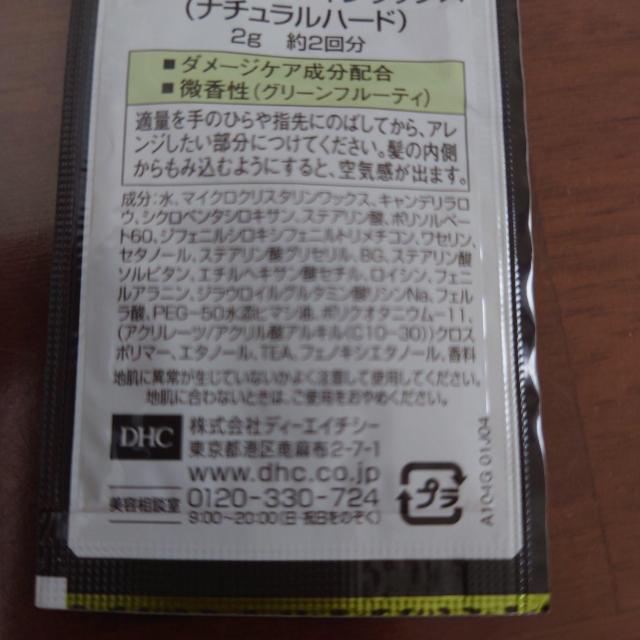 (ナチュラルハード)
2g 約2回分
■ ダメージケア成分配合
■ 微香性(グリーンフルーティ)
適量を手のひらや指先にのばしてから、アレ
ンジしたい部分につけてください。髪の内側
からもみ込むようにすると、空気感が出ます。
成分:水、マイクロクリスタリンワックス、キャンデリラロ
ウ、シクロペンタシロキサン、ステアリン酸、ポリソルベー
ト60、ジフェニルシロキシフェニルトリメチコン、ワセリン、
セタノール、ステアリン酸グリセリル、BG、ステアリン酸
ソルビタン、エチルヘキサン酸セチル、ロイシン、フェニ
ルアラニン、ジラウロイルグルタミン酸リシンNa、フェル
ラ酸、PEG-50水添ヒマシ油、ポリクオタニウム-11、
(アクリレーツ/アクリル酸アルキル(C10-30))クロス
ポリマー、エタノール、TEA、フェノキシエタノール、香料
地肌に異常が生じていないかよく注意して使用してください。
地肌に合わないときは、ご使用をおやめください。
DHC 株式会社ディーエイチシー
東京都港区南麻布2-7-1
www.dhc.co.jp
美容相談室 0120-330-724
9:00~20:00(日・祝日をのぞく)
プラ
A104G 01J04